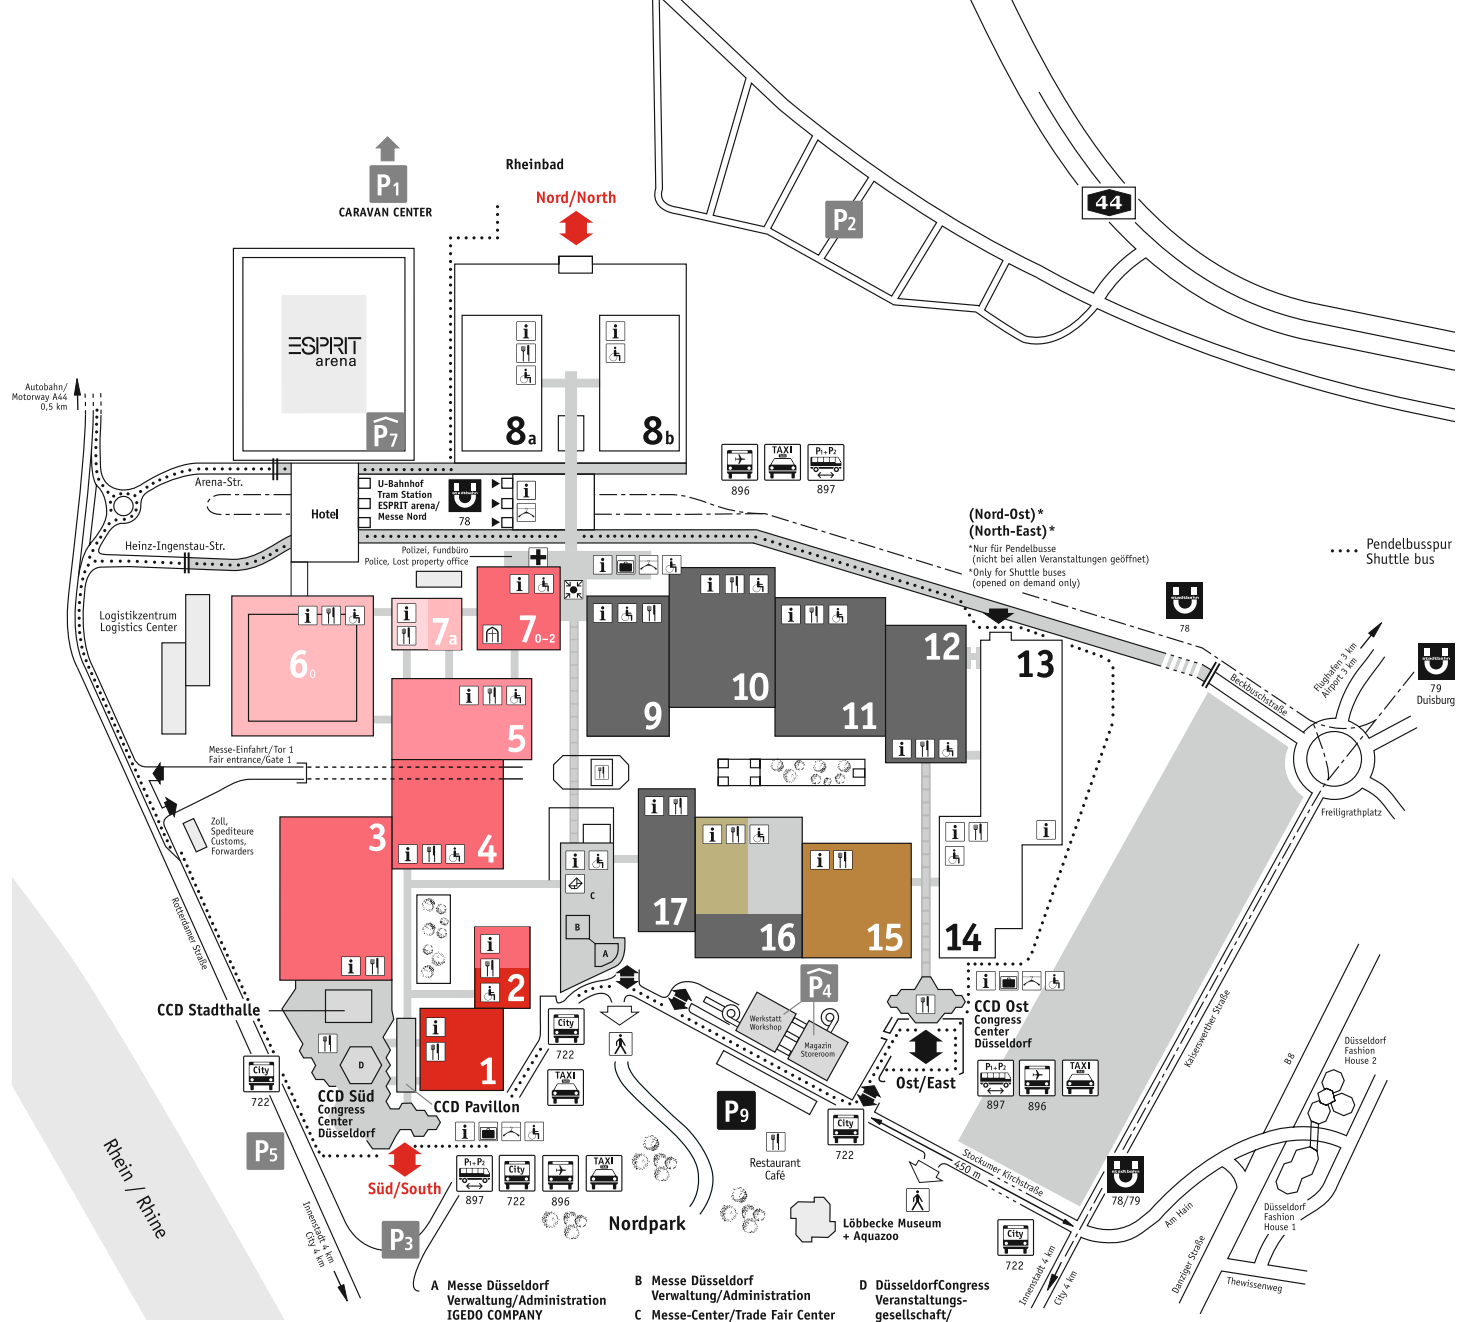 Rheinbad
P1
CARAVAN CENTER
Nord/North
44
P2
ESPRIT
arena
P7
8a
8b
Autobahn/
Motorway A44
0,5 km
Arena-Str.
Hotel
U-Bahnhof
Tram Station
ESPRIT arena/
Messe Nord
78
TAXI
P1+P2
896
897
(Nord-Ost)*
(North-East)*
*Nur für Pendelbusse
(nicht bei allen Veranstaltungen geöffnet)
*Only for Shuttle buses
(opened on demand only)
Pendelbusspur
Shuttle bus
Heinz-Ingenstau-Str.
Polizei, Fundbüro
Police, Lost property office
Logistikzentrum
Logistics Center
60
7a
70–2
9
10
11
12
13
78
Flughafen 3 km
Airport 3 km
79
Duisburg
Beckbuschstraße
5
Messe-Einfahrt/Tor 1
Fair entrance/Gate 1
Freiligrathplatz
Zoll,
Spediteure
Customs,
Forwarders
3
4
C
B
A
17
16
15
14
Rotterdamer Straße
2
1
CCD Stadthalle
D
P4
Werkstatt
Workshop
Magazin
Storeroom
CCD Ost
Congress
Center
Düsseldorf
Ost/East
P1+P2
TAXI
897
896
Kaiserswerther Straße
B 8
Düsseldorf
Fashion
House 2
City
722
City
722
TAXI
CCD Süd
Congress
Center
Düsseldorf
CCD Pavillon
P9
City
722
P5
Süd/South
P1+P2
City
TAXI
897
722
896
Restaurant
Café
Stockumer Kirchstraße
450 m
78/79
Rhein / Rhine
Innenstadt 4 km
City 4 km
P3
Nordpark
Löbbecke Museum
+ Aquazoo
City
722
Am Hain
Düsseldorf
Fashion
House 1
Danziger Straße
Thewissenweg
Innenstadt 4 km
City 4 km
A Messe Düsseldorf
Verwaltung/Administration
IGEDO COMPANY
B Messe Düsseldorf
Verwaltung/Administration
C Messe-Center/Trade Fair Center
D DüsseldorfCongress
Veranstaltungs-
gesellschaft/